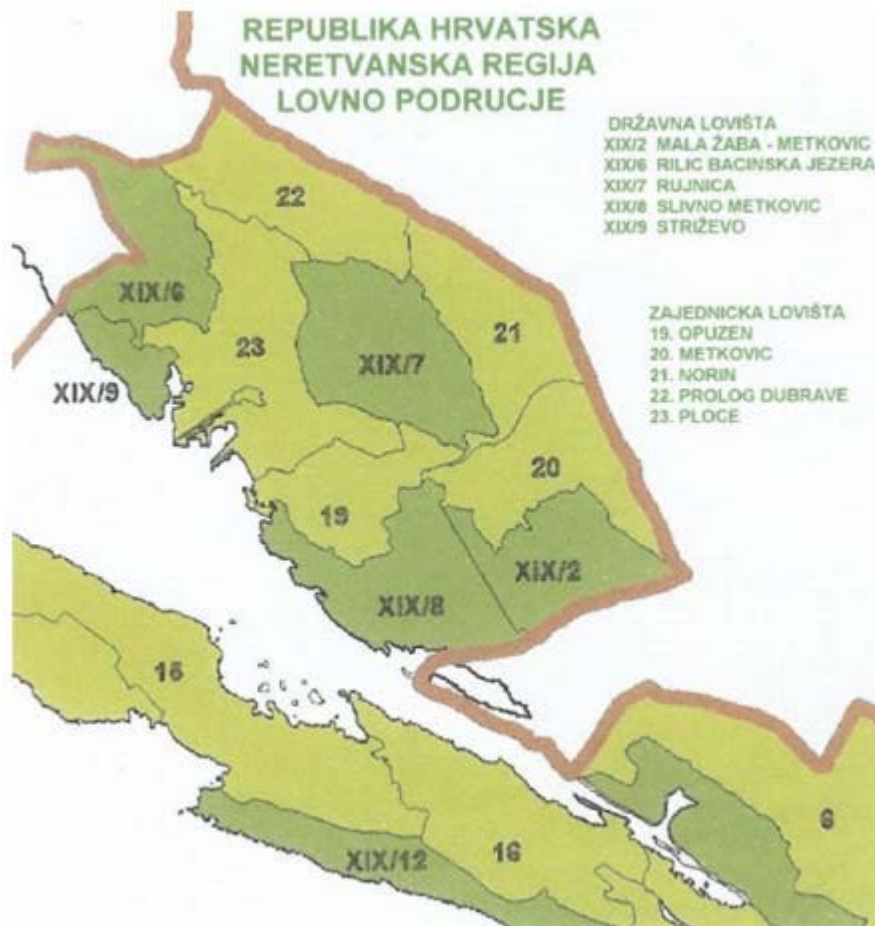 REPUBLIKA HRVATSKA
NERETVANSKA REGIJA
LOVNO PODRUCJE
DRŽAVNA LOVIŠTA
XIX/2 MALA ŽABA - METKOVIC
XIX/6 RILIC BACINSKA JEZERA
XIX/7 RUJNICA
XIX/8 SLIVNO METKOVIC
XIX/9 STRIŽEVO
ZAJEDNICKA LOVIŠTA
19. OPUZEN
20. METKOVIC
21. NORIN
22. PROLOG DUBRAVE
23. PLOCE
22
XIX/6
21
23
XIX/7
XIX/9
20
19
XIX/2
XIX/8
15
6
16
XIX/12